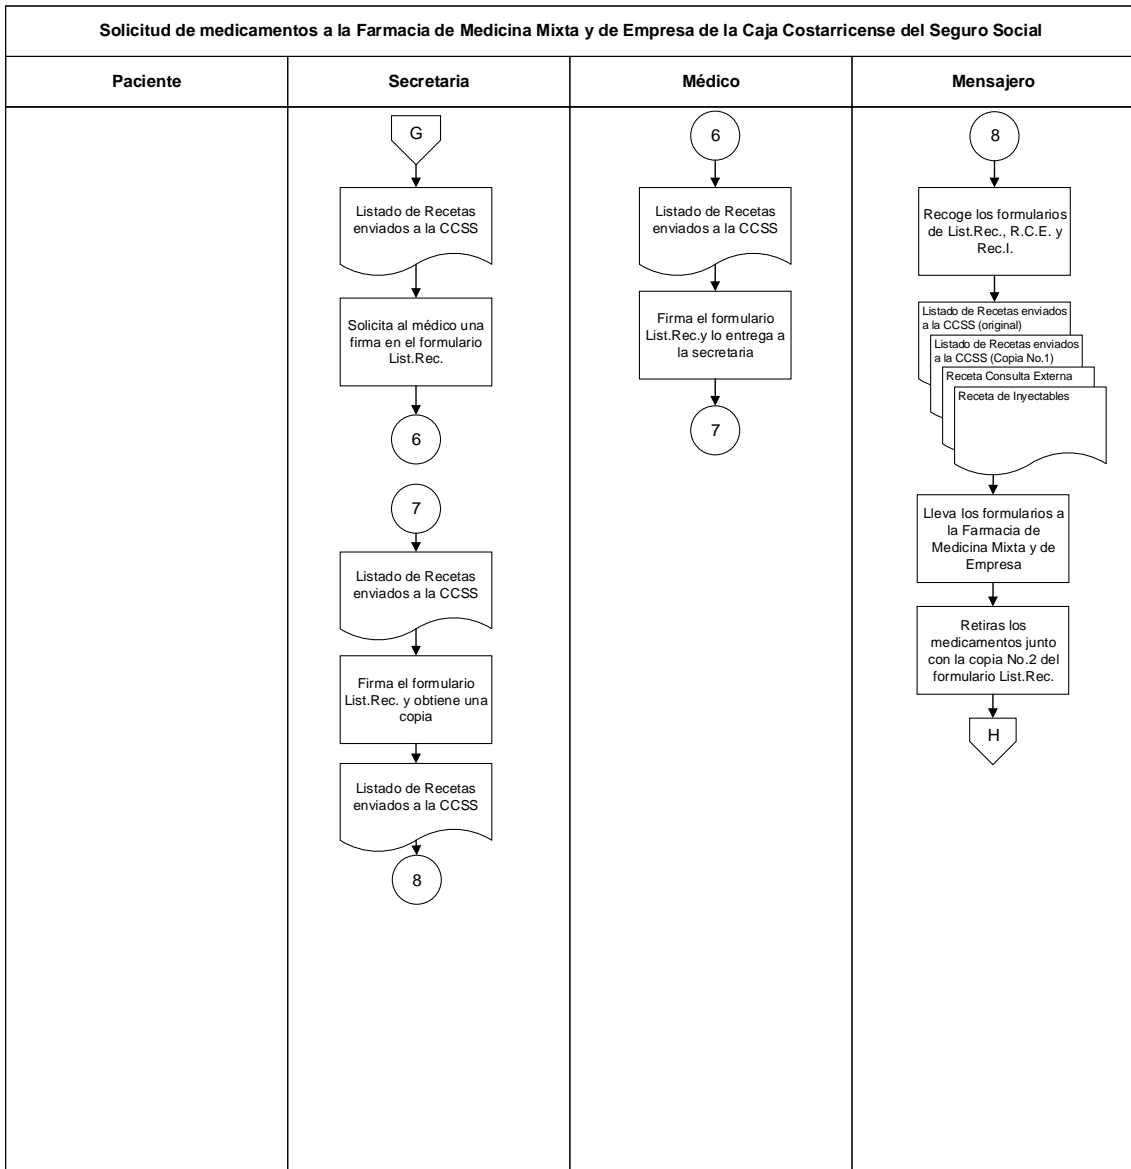 Solicitud de medicamentos a la Farmacia de Medicina Mixta y de Empresa de la Caja Costarricense del Seguro Social
Paciente
Secretaria
Médico
Mensajero
G
Listado de Recetas
enviados a la CCSS
Solicita al médico una
firma en el formulario
List.Rec.
6
7
Listado de Recetas
enviados a la CCSS
Firma el formulario
List.Rec. y obtiene una
copia
Listado de Recetas
enviados a la CCSS
8
6
Listado de Recetas
enviados a la CCSS
Firma el formulario
List.Rec.y lo entrega a
la secretaria
7
8
Recoge los formularios
de List.Rec., R.C.E. y
Rec.I.
Listado de Recetas enviados
a la CCSS (original)
Listado de Recetas enviados
a la CCSS (Copia No.1)
Receta Consulta Externa
Receta de Inyectables
Lleva los formularios a
la Farmacia de
Medicina Mixta y de
Empresa
Retiras los
medicamentos junto
con la copia No.2 del
formulario List.Rec.
H